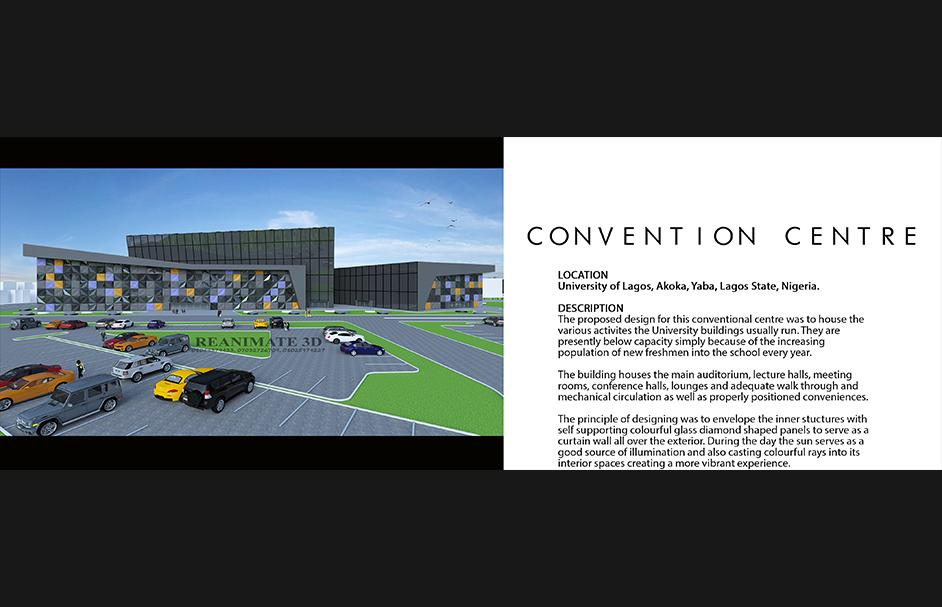 REANIMATE 3D
CONVENTION CENTRE
LOCATION
University of Lagos, Akoka, Yaba, Lagos State, Nigeria.
DESCRIPTION
The proposed design for this conventional centre was to house the
various activites the University buildings usually run. They are
presently below capacity simply because of the increasing
population of new freshmen into the school every year.
The building houses the main auditorium, lecture halls, meeting
rooms, conference halls, lounges and adequate walk through and
mechanical circulation as well as properly positioned conveniences.
The principle of designing was to envelope the inner stuctures with
self supporting colourful glass diamond shaped panels to serve as a
curtain wall all over the exterior. During the day the sun serves as a
good source of illumination and also casting colourful rays into its
interior spaces creating a more vibrant experience.